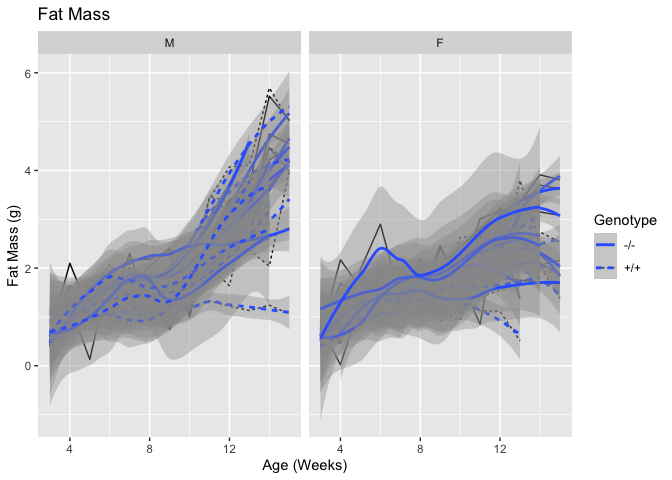 Fat Mass
M
F
6
4
2
0
Fat Mass (g)
4
8
12
4
8
12
Age (Weeks)
Genotype
-/-
+/+